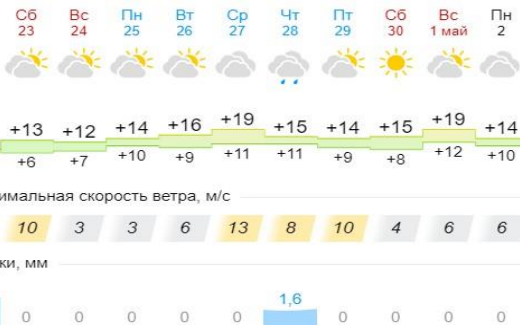 Сб Вс Пн Вт Ср Чт Пт Сб Вс Пн
23 24 25 26 27 28 29 30 1 май 2
+13 +12 +14 +16 +19 +15 +14 +15 +19 +14
+6 +7 +10 +9 +11 +11 +9 +8 +12 +10
имальная скорость ветра, м/с
10 3 3 6 13 8 10 4 6 6
ки, мм
0 0 0 0 0 1,6 0 0 0 0